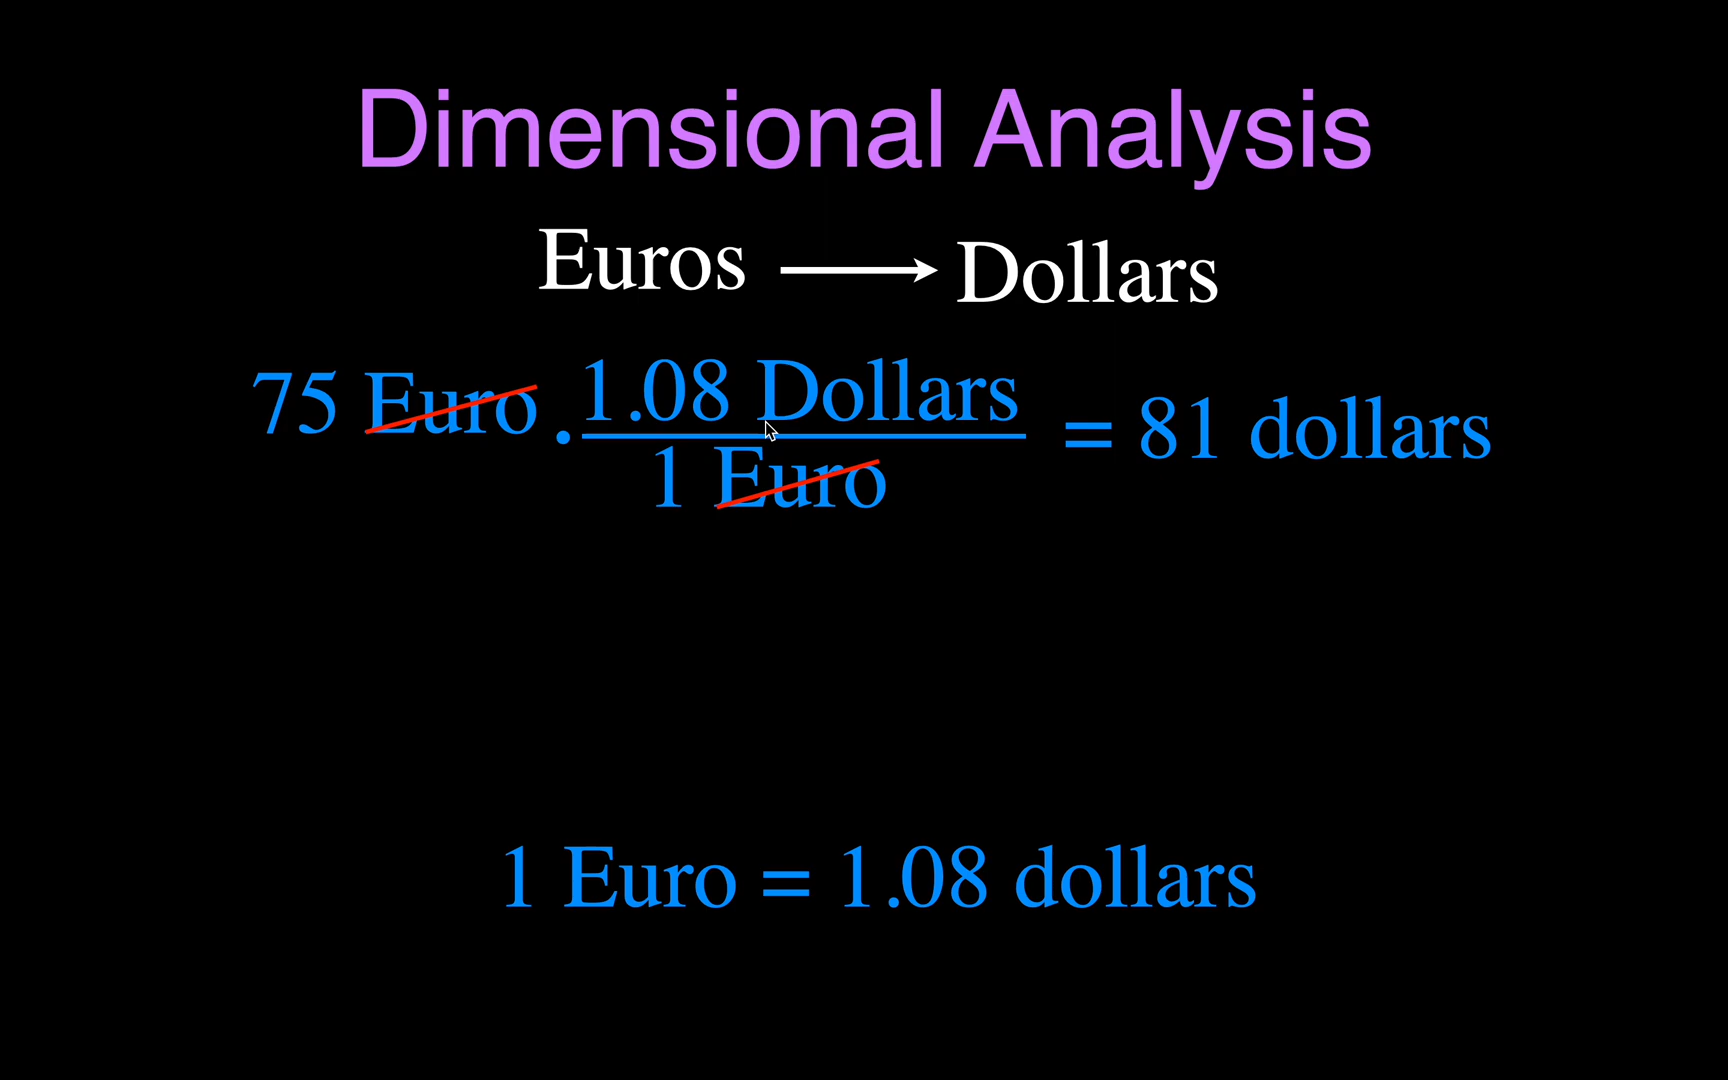 Dimensional Analysis
Euros → Dollars
75 Euro . 1.08 Dollars = 81 dollars
1 Euro
1 Euro = 1.08 dollars